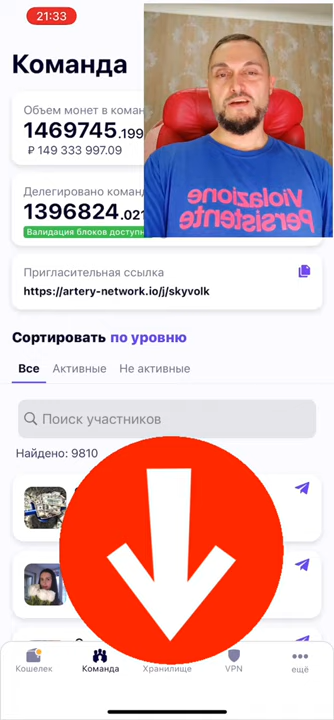 21:33
Команда
Объем монет в коман
1469745.199
₽ 149 333 997.09
Делегировано команд
1396824.021
Валидация блоков доступн
Violazione
Persistente
Пригласительная ссылка
https://artery-network.io/j/skyvolk
Сортировать по уровню
Все Активные Не активные
Поиск участников
Найдено: 9810
Кошелек Команда Хранилище VPN ещё